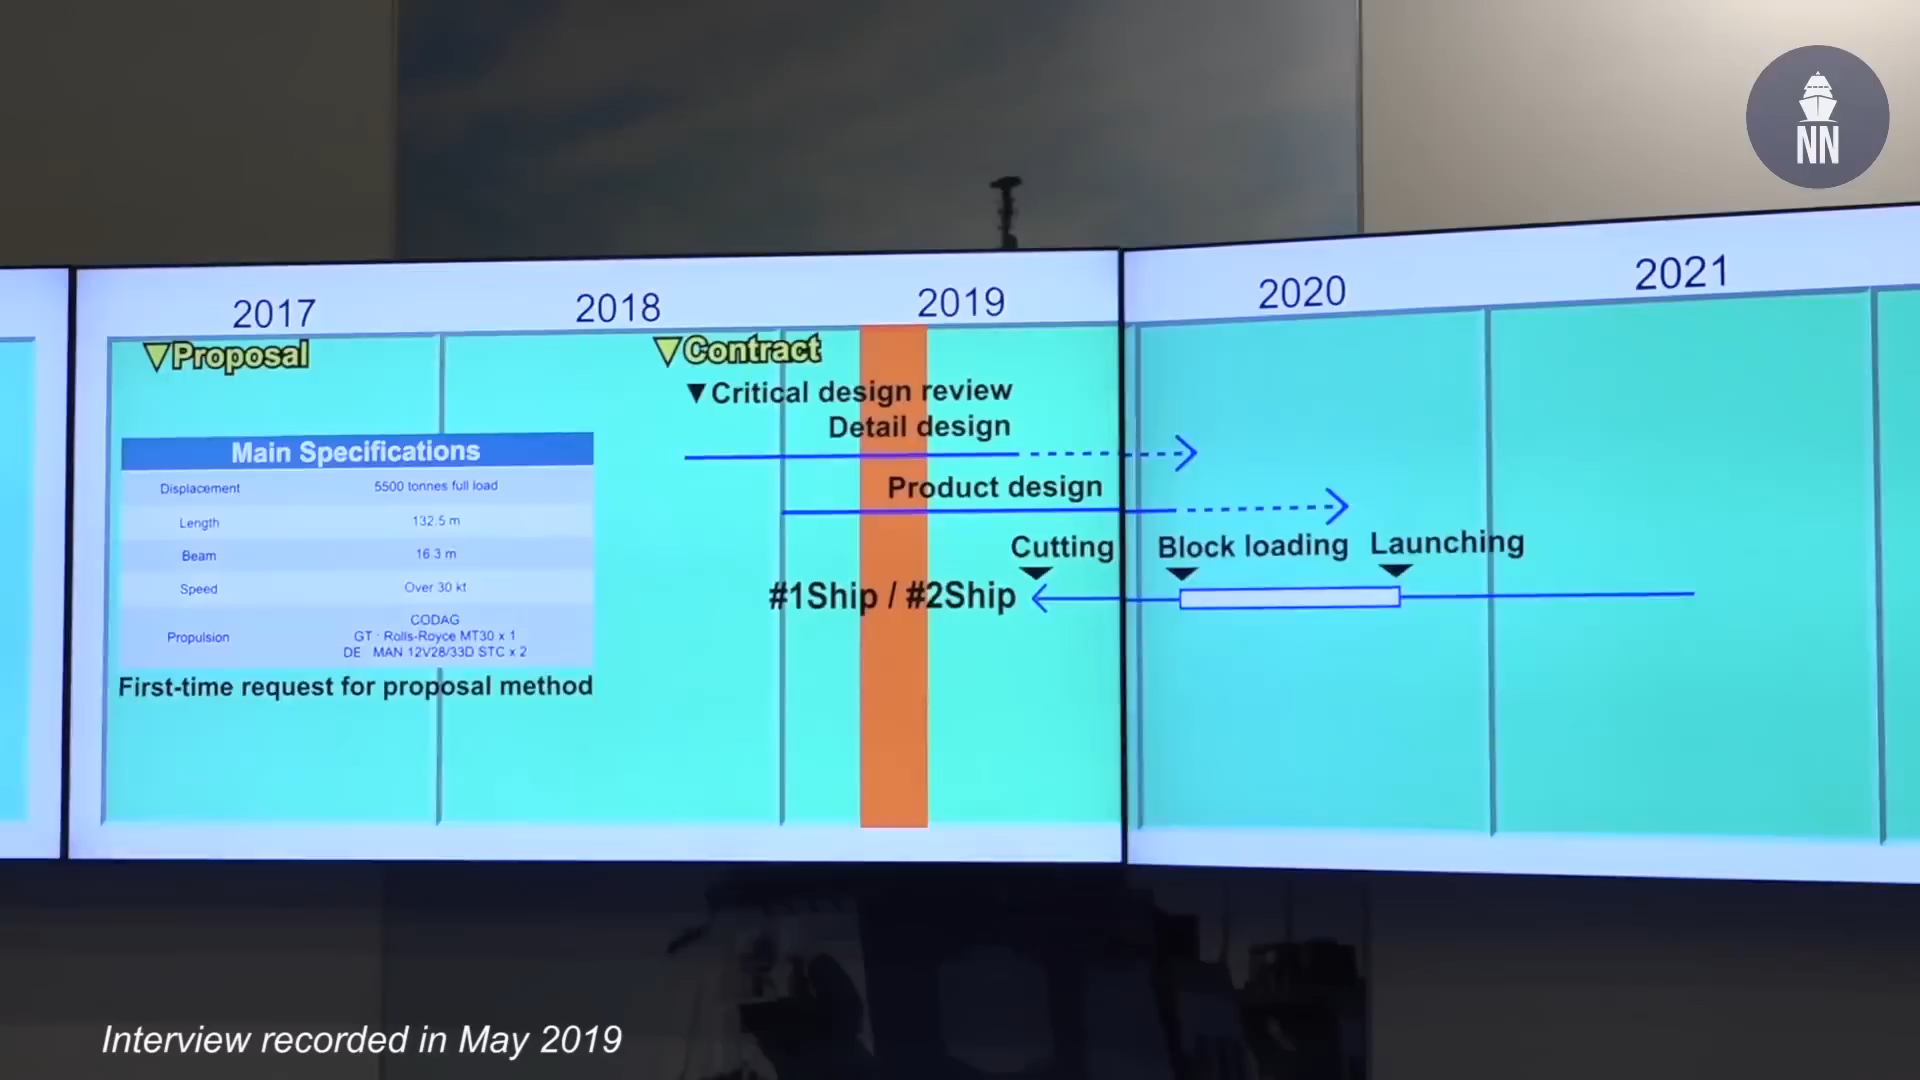 NN
2017
2018
2019
2020
2021
▼Proposal
▼Contract
▼Critical design review
Detail design
Product design
Cutting
Block loading
Launching
#1Ship / #2Ship
Main Specifications
Displacement 5500 tonnes full load
Length 132.5 m
Beam 16.3 m
Speed Over 30 kt
Propulsion
CODAG
GT : Rolls-Royce MT30 x 1
DE MAN 12V28/33D STC x 2
First-time request for proposal method
Interview recorded in May 2019